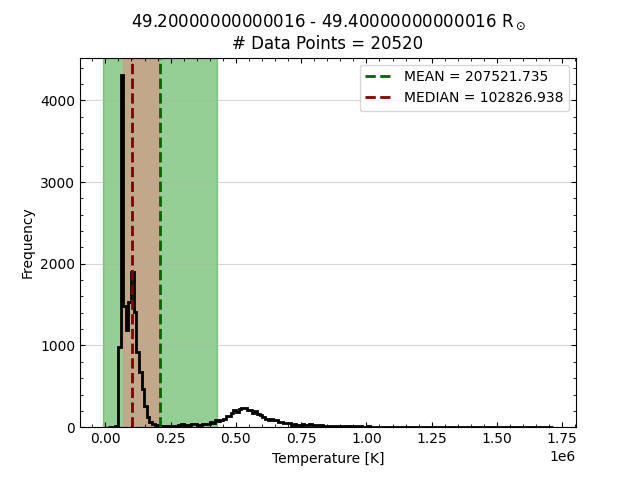 49.20000000000016 - 49.40000000000016 R⊙
# Data Points = 20520
MEAN = 207521.735
MEDIAN = 102826.938
4000
3000
2000
1000
0
Frequency
0.00 0.25 0.50 0.75 1.00 1.25 1.50 1.75
1e6
Temperature [K]